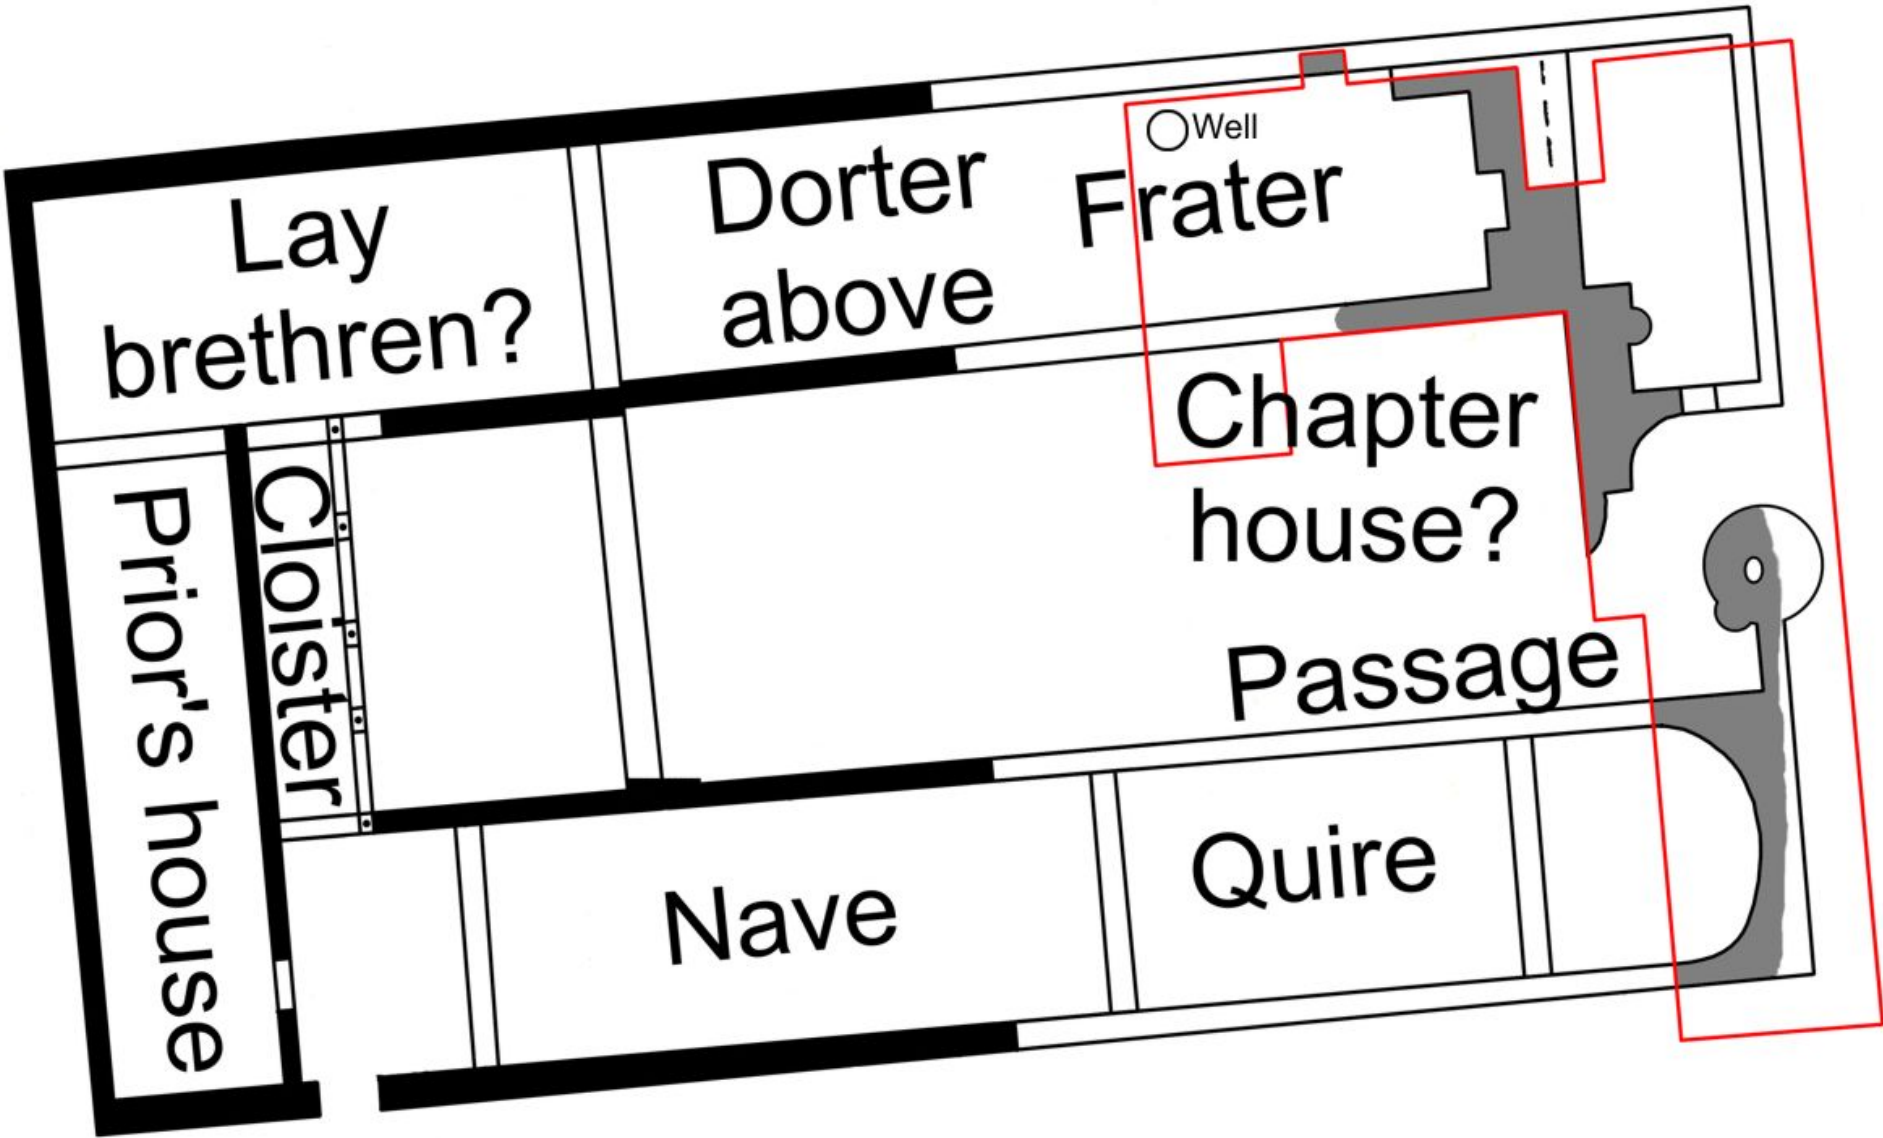 Well
Lay
brethren?
Dorter
above
Frater
Chapter
house?
Cloister
Prior's house
Passage
Nave
Quire